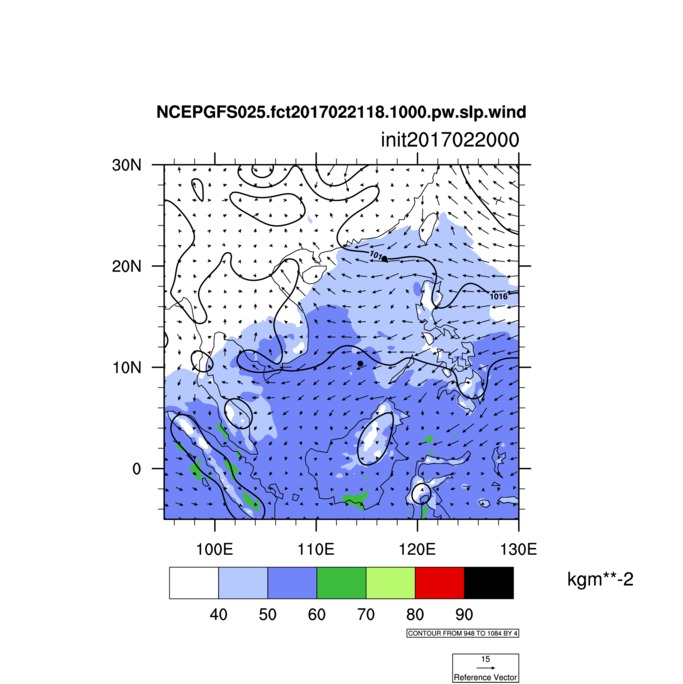 NCEPGFS025.fct2017022118.1000.pw.slp.wind
init2017022000
30N
20N
10N
0
101
1016
100E
110E
120E
130E
kgm**-2
40
50
60
70
80
90
CONTOUR FROM 948 TO 1084 BY 4
15
Reference Vector